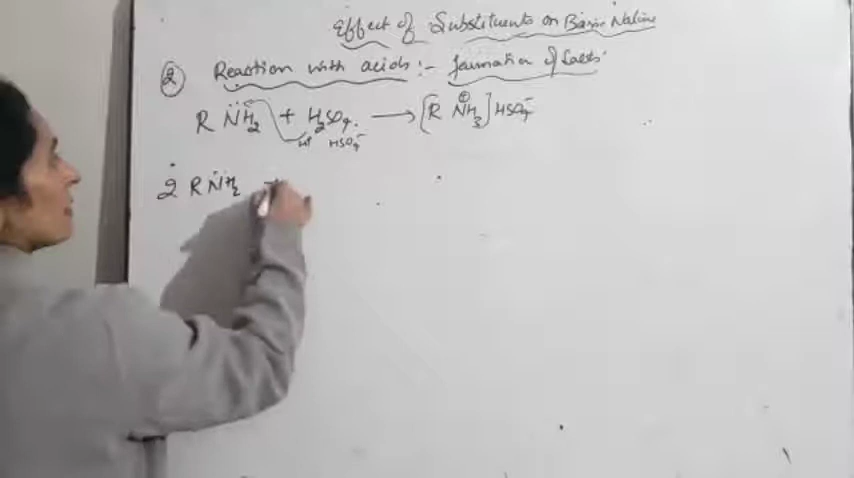 Effect of Substituents on Basic Nature
② Reaction with acids :- formation of salts.
R N̈H₂ + H₂SO₄. ⟶ [R N⊕H₃] HSO₄⁻
H⁺ HSO₄⁻
2 R N̈H₂ +